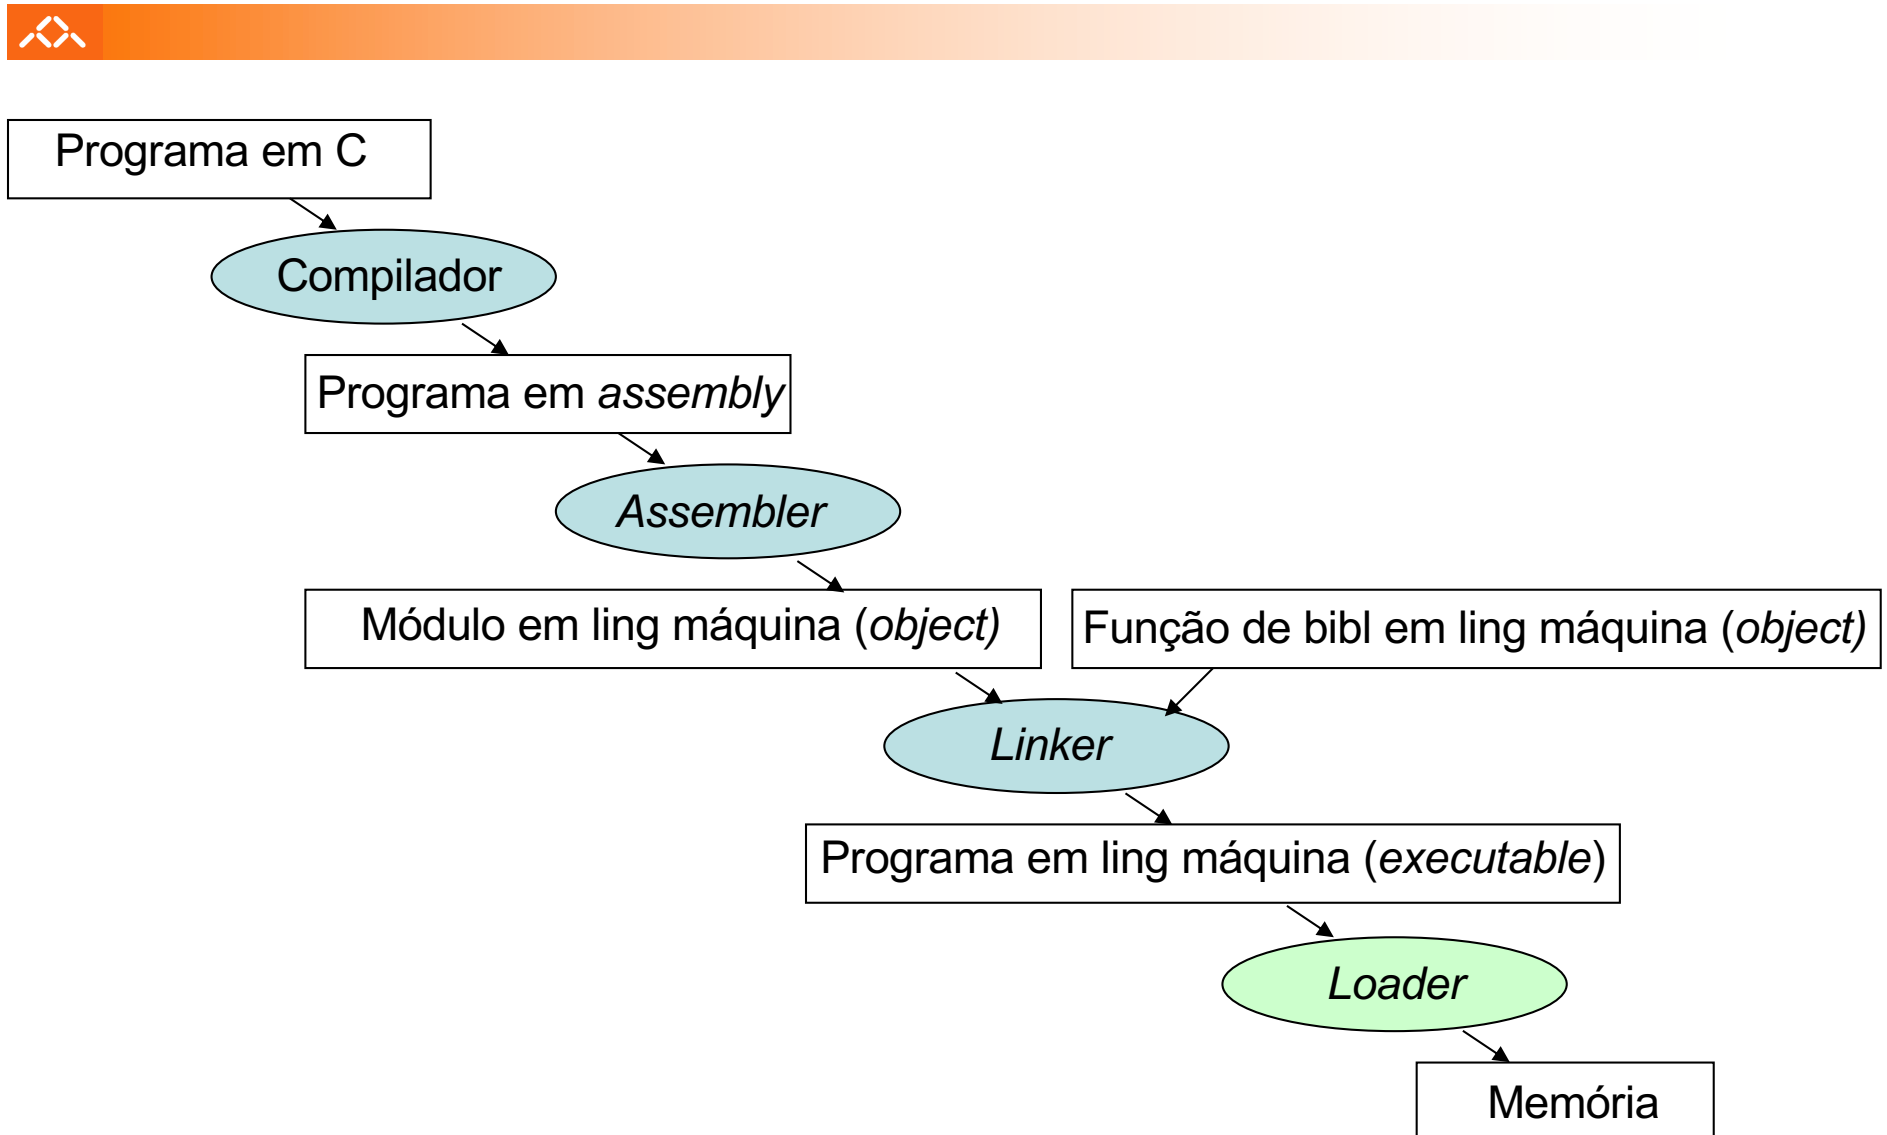 Programa em C
Compilador
Programa em assembly
Assembler
Módulo em ling máquina (object)
Função de bibl em ling máquina (object)
Linker
Programa em ling máquina (executable)
Loader
Memória